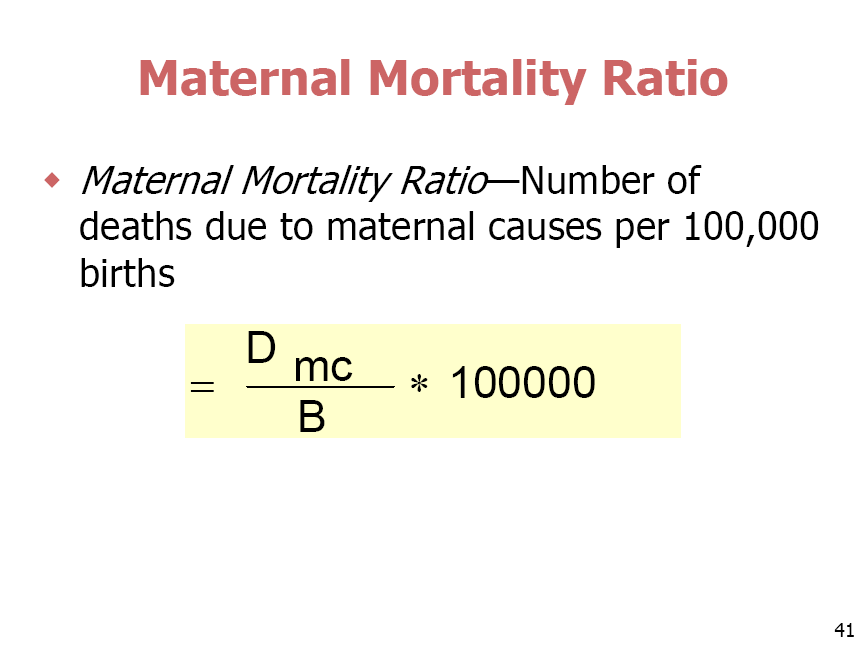 Maternal Mortality Ratio
◆ Maternal Mortality Ratio—Number of
deaths due to maternal causes per 100,000
births
= D mc / B * 100000
41